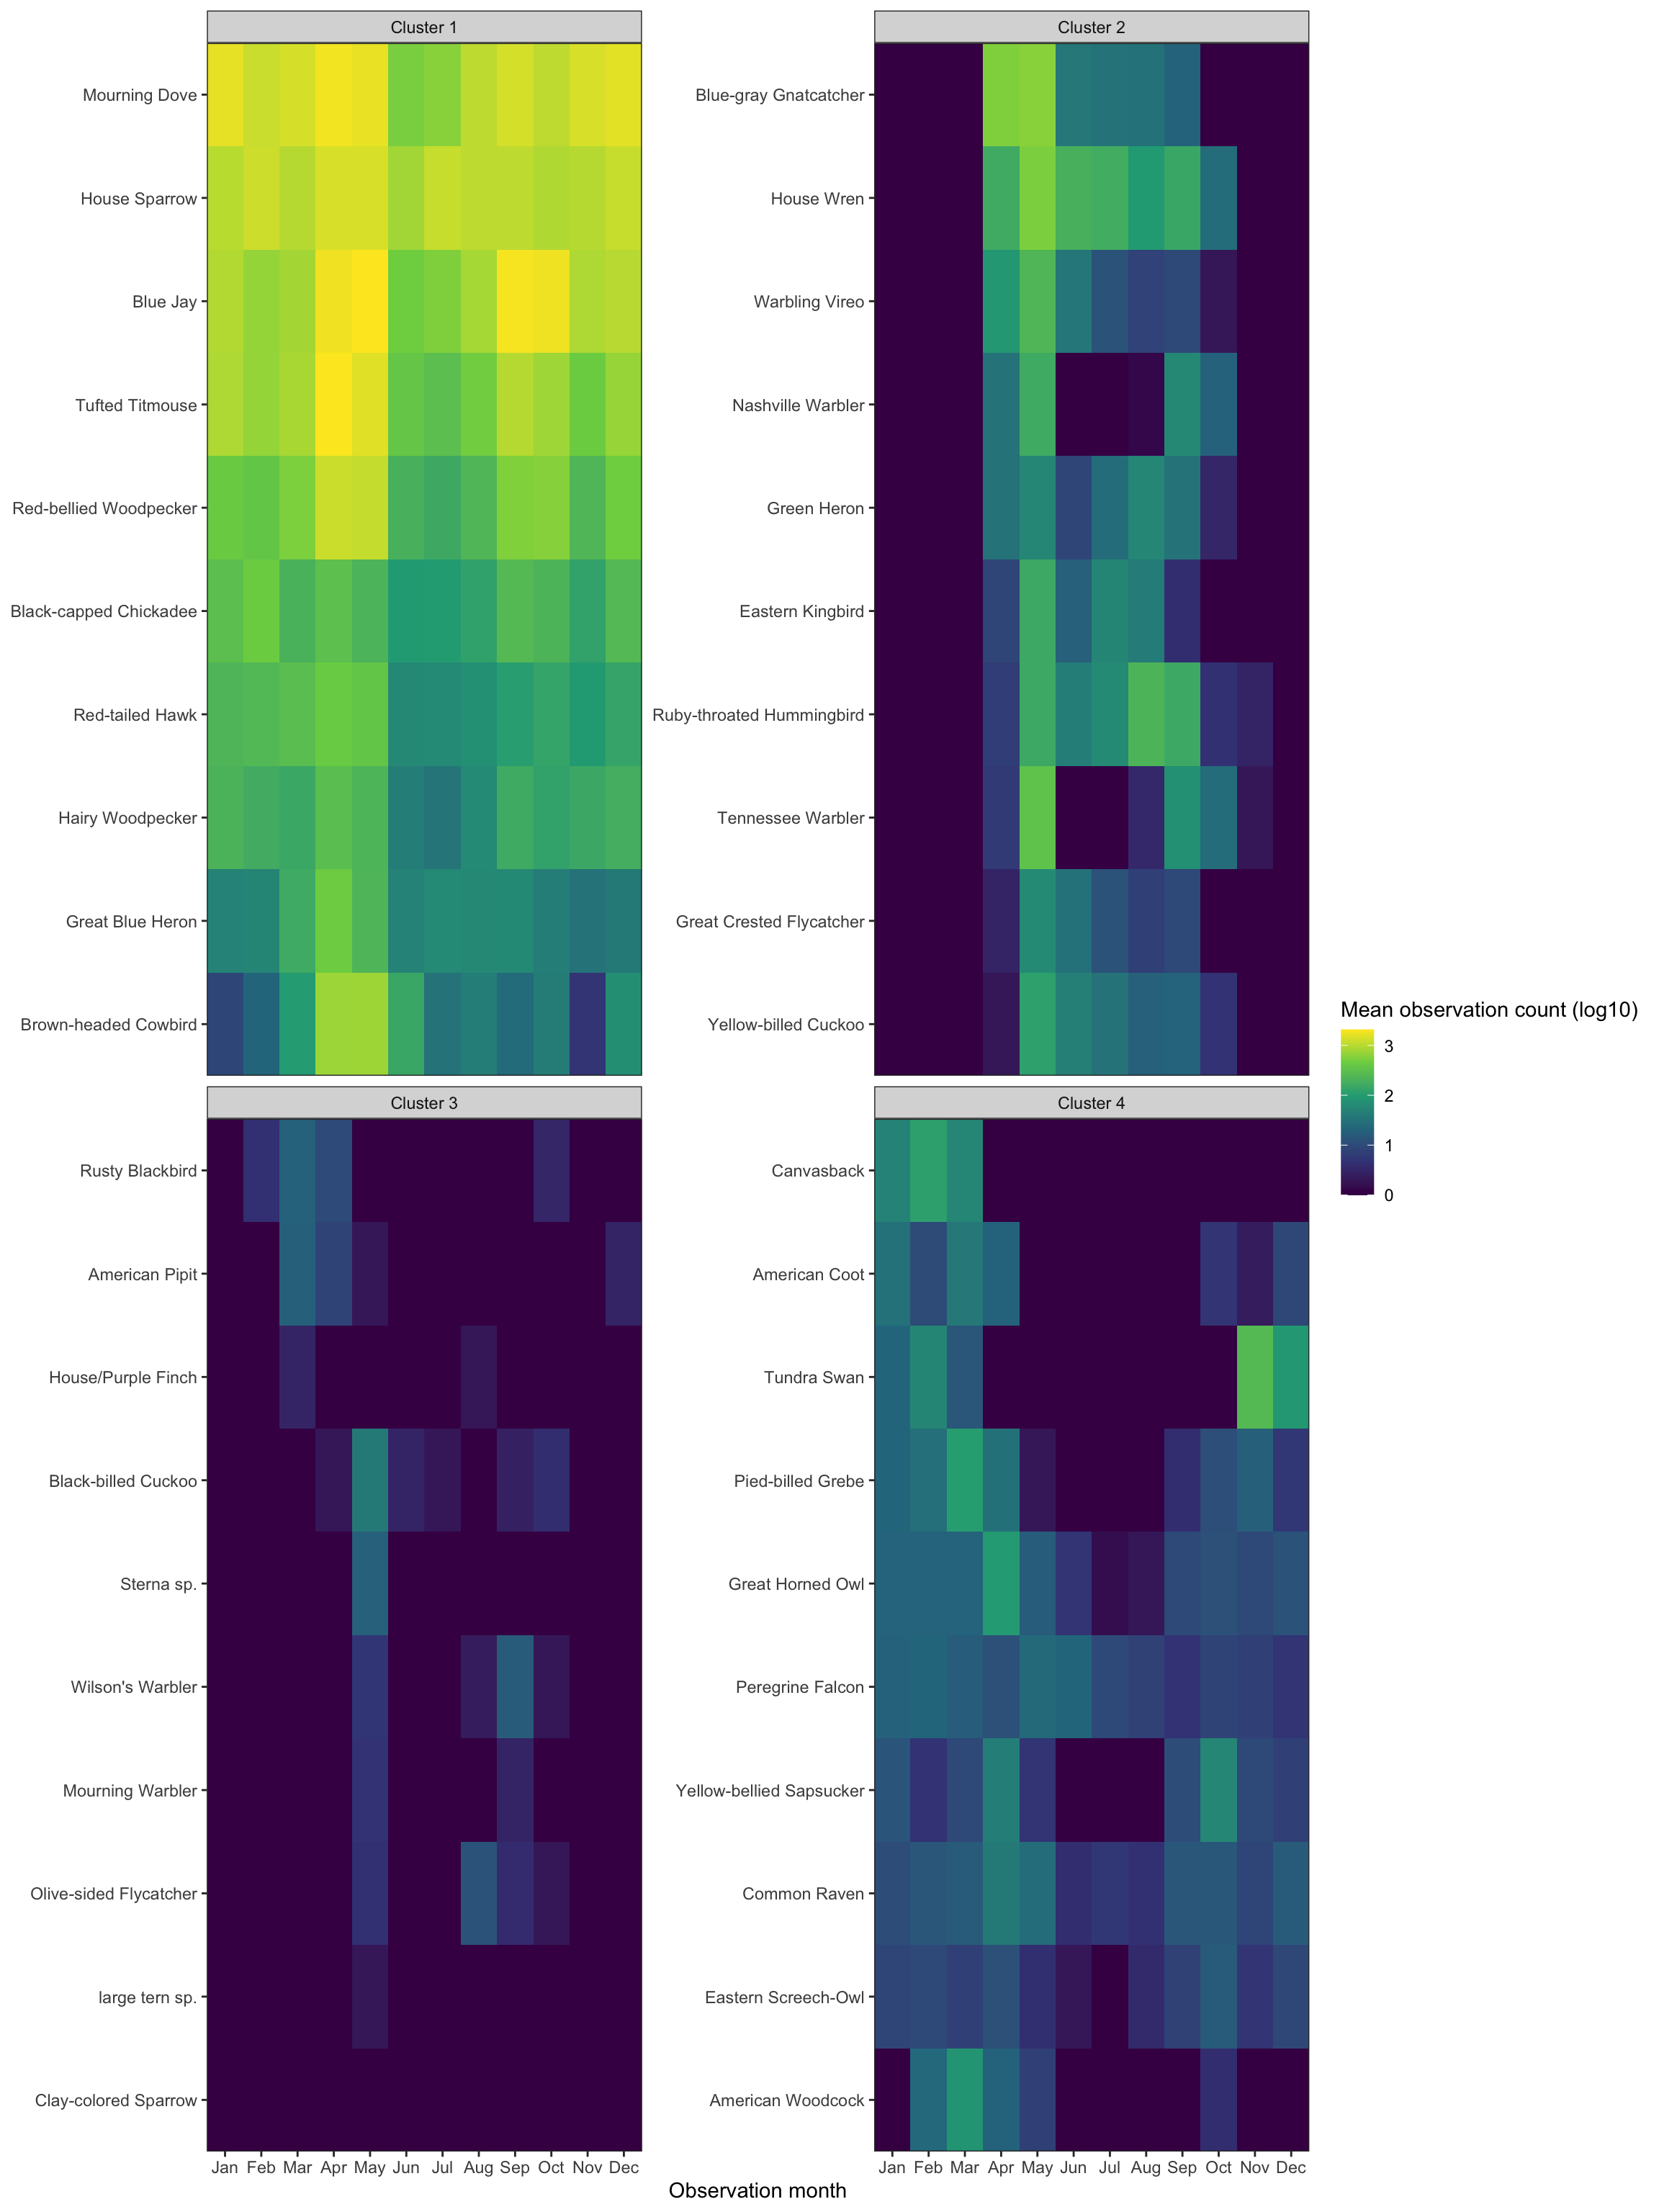 Cluster 1
Mourning Dove
House Sparrow
Blue Jay
Tufted Titmouse
Red-bellied Woodpecker
Black-capped Chickadee
Red-tailed Hawk
Hairy Woodpecker
Great Blue Heron
Brown-headed Cowbird
Cluster 2
Blue-gray Gnatcatcher
House Wren
Warbling Vireo
Nashville Warbler
Green Heron
Eastern Kingbird
Ruby-throated Hummingbird
Tennessee Warbler
Great Crested Flycatcher
Yellow-billed Cuckoo
Cluster 3
Rusty Blackbird
American Pipit
House/Purple Finch
Black-billed Cuckoo
Sterna sp.
Wilson's Warbler
Mourning Warbler
Olive-sided Flycatcher
large tern sp.
Clay-colored Sparrow
Jan Feb Mar Apr May Jun Jul Aug Sep Oct Nov Dec
Cluster 4
Canvasback
American Coot
Tundra Swan
Pied-billed Grebe
Great Horned Owl
Peregrine Falcon
Yellow-bellied Sapsucker
Common Raven
Eastern Screech-Owl
American Woodcock
Jan Feb Mar Apr May Jun Jul Aug Sep Oct Nov Dec
Observation month
Mean observation count (log10)
3
2
1
0